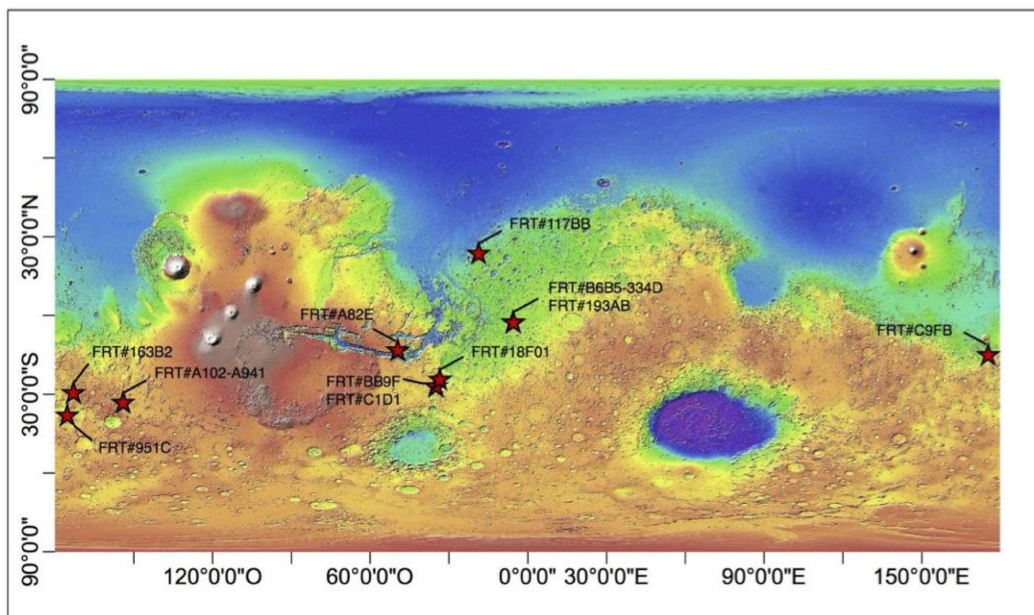 90°0'0"
30°0'0"N
30°0'0"S
90°0'0"
FRT#117BB
FRT#B6B5-334D
FRT#193AB
FRT#A82E
FRT#C9FB
FRT#163B2
FRT#18F01
FRT#A102-A941
FRT#BB9F
FRT#C1D1
FRT#951C
120°0'0"O
60°0'0"O
0°0'0"
30°0'0"E
90°0'0"E
150°0'0"E